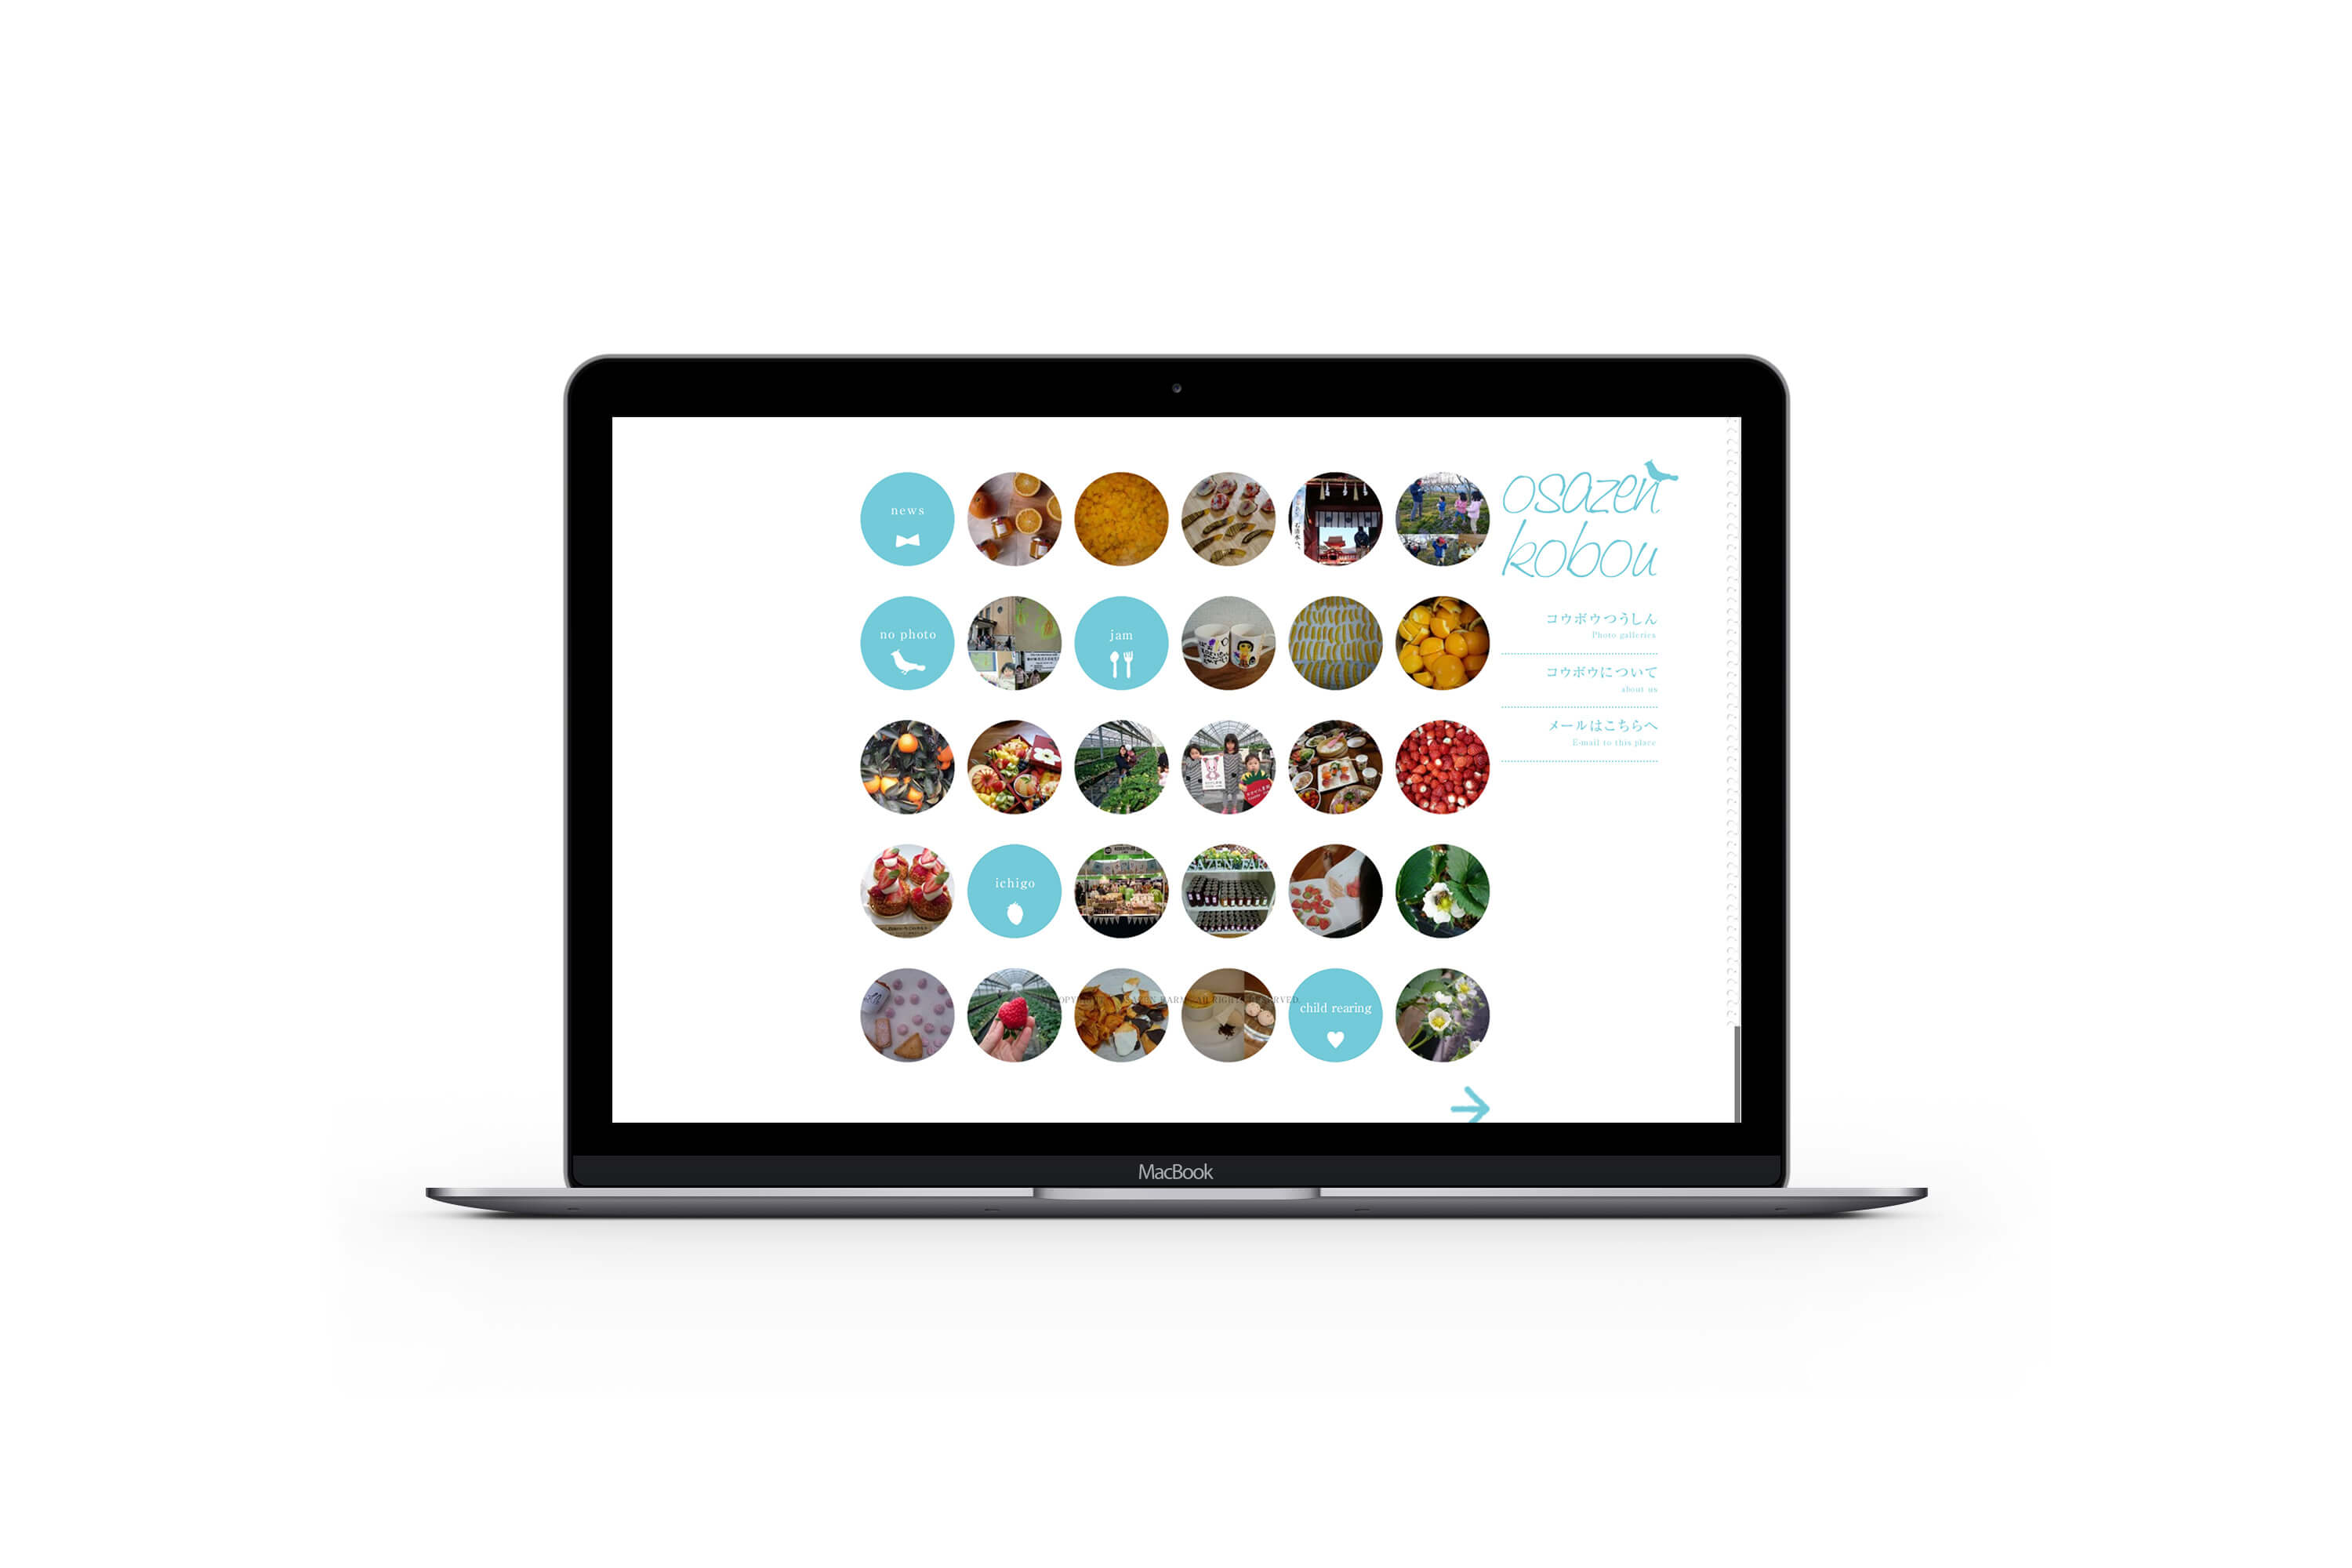 news
osazen
kobou
no photo
jam
コウボウつうしん
Photo galleries
コウボウについて
about us
メールはこちらへ
E-mail to this place
ichigo
child rearing
MacBook